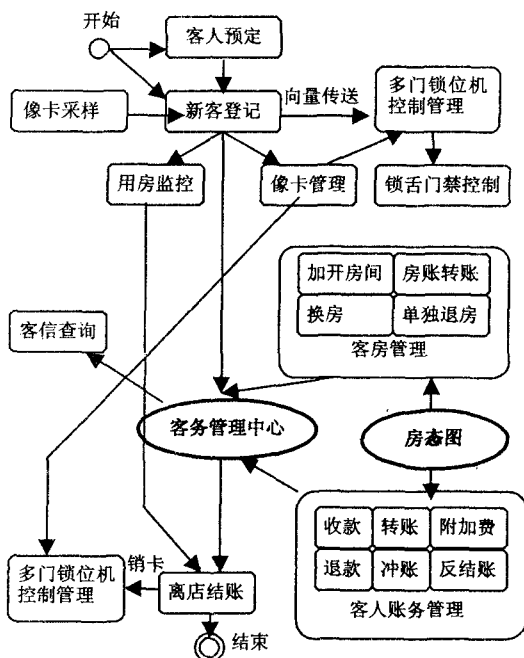 开始
客人预定
像卡采样
新客登记
向量传送
多门锁位机
控制管理
用房监控
像卡管理
锁舌门禁控制
加开房间
房账转账
换房
单独退房
客房管理
客信查询
客务管理中心
房态图
收款
转账
附加费
退款
冲账
反结账
客人账务管理
多门锁位机
控制管理
销卡
离店结账
结束